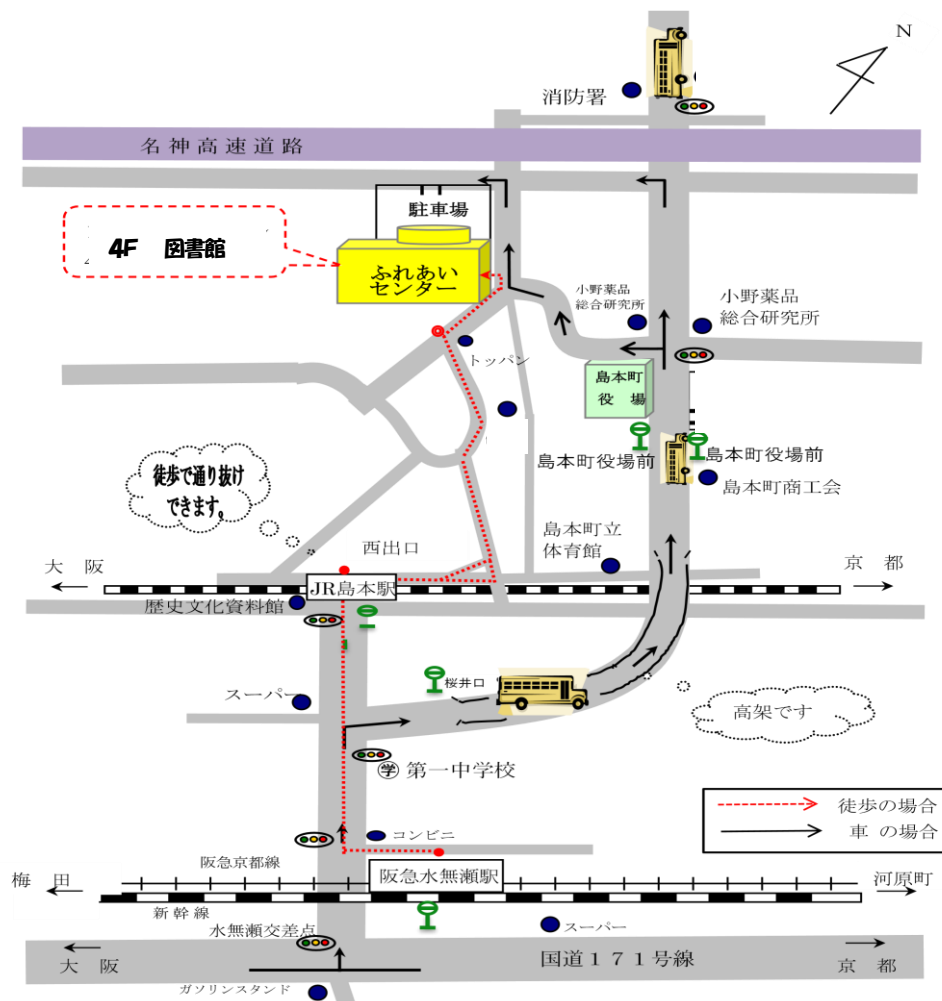 N
消防署
名神高速道路
駐車場
4F 図書館
ふれあい
センター
小野薬品
総合研究所
小野薬品
総合研究所
トッパン
島本町
役 場
島本町役場前
島本町役場前
島本町商工会
徒歩で通り抜け
できます。
島本町立
体育館
西出口
大 阪
京 都
JR島本駅
歴史文化資料館
桜井口
スーパー
高架です
学 第一中学校
徒歩の場合
車 の場合
コンビニ
阪急京都線
梅 田
阪急水無瀬駅
河原町
新幹線
水無瀬交差点
スーパー
国道171号線
大 阪
京 都
ガソリンスタンド